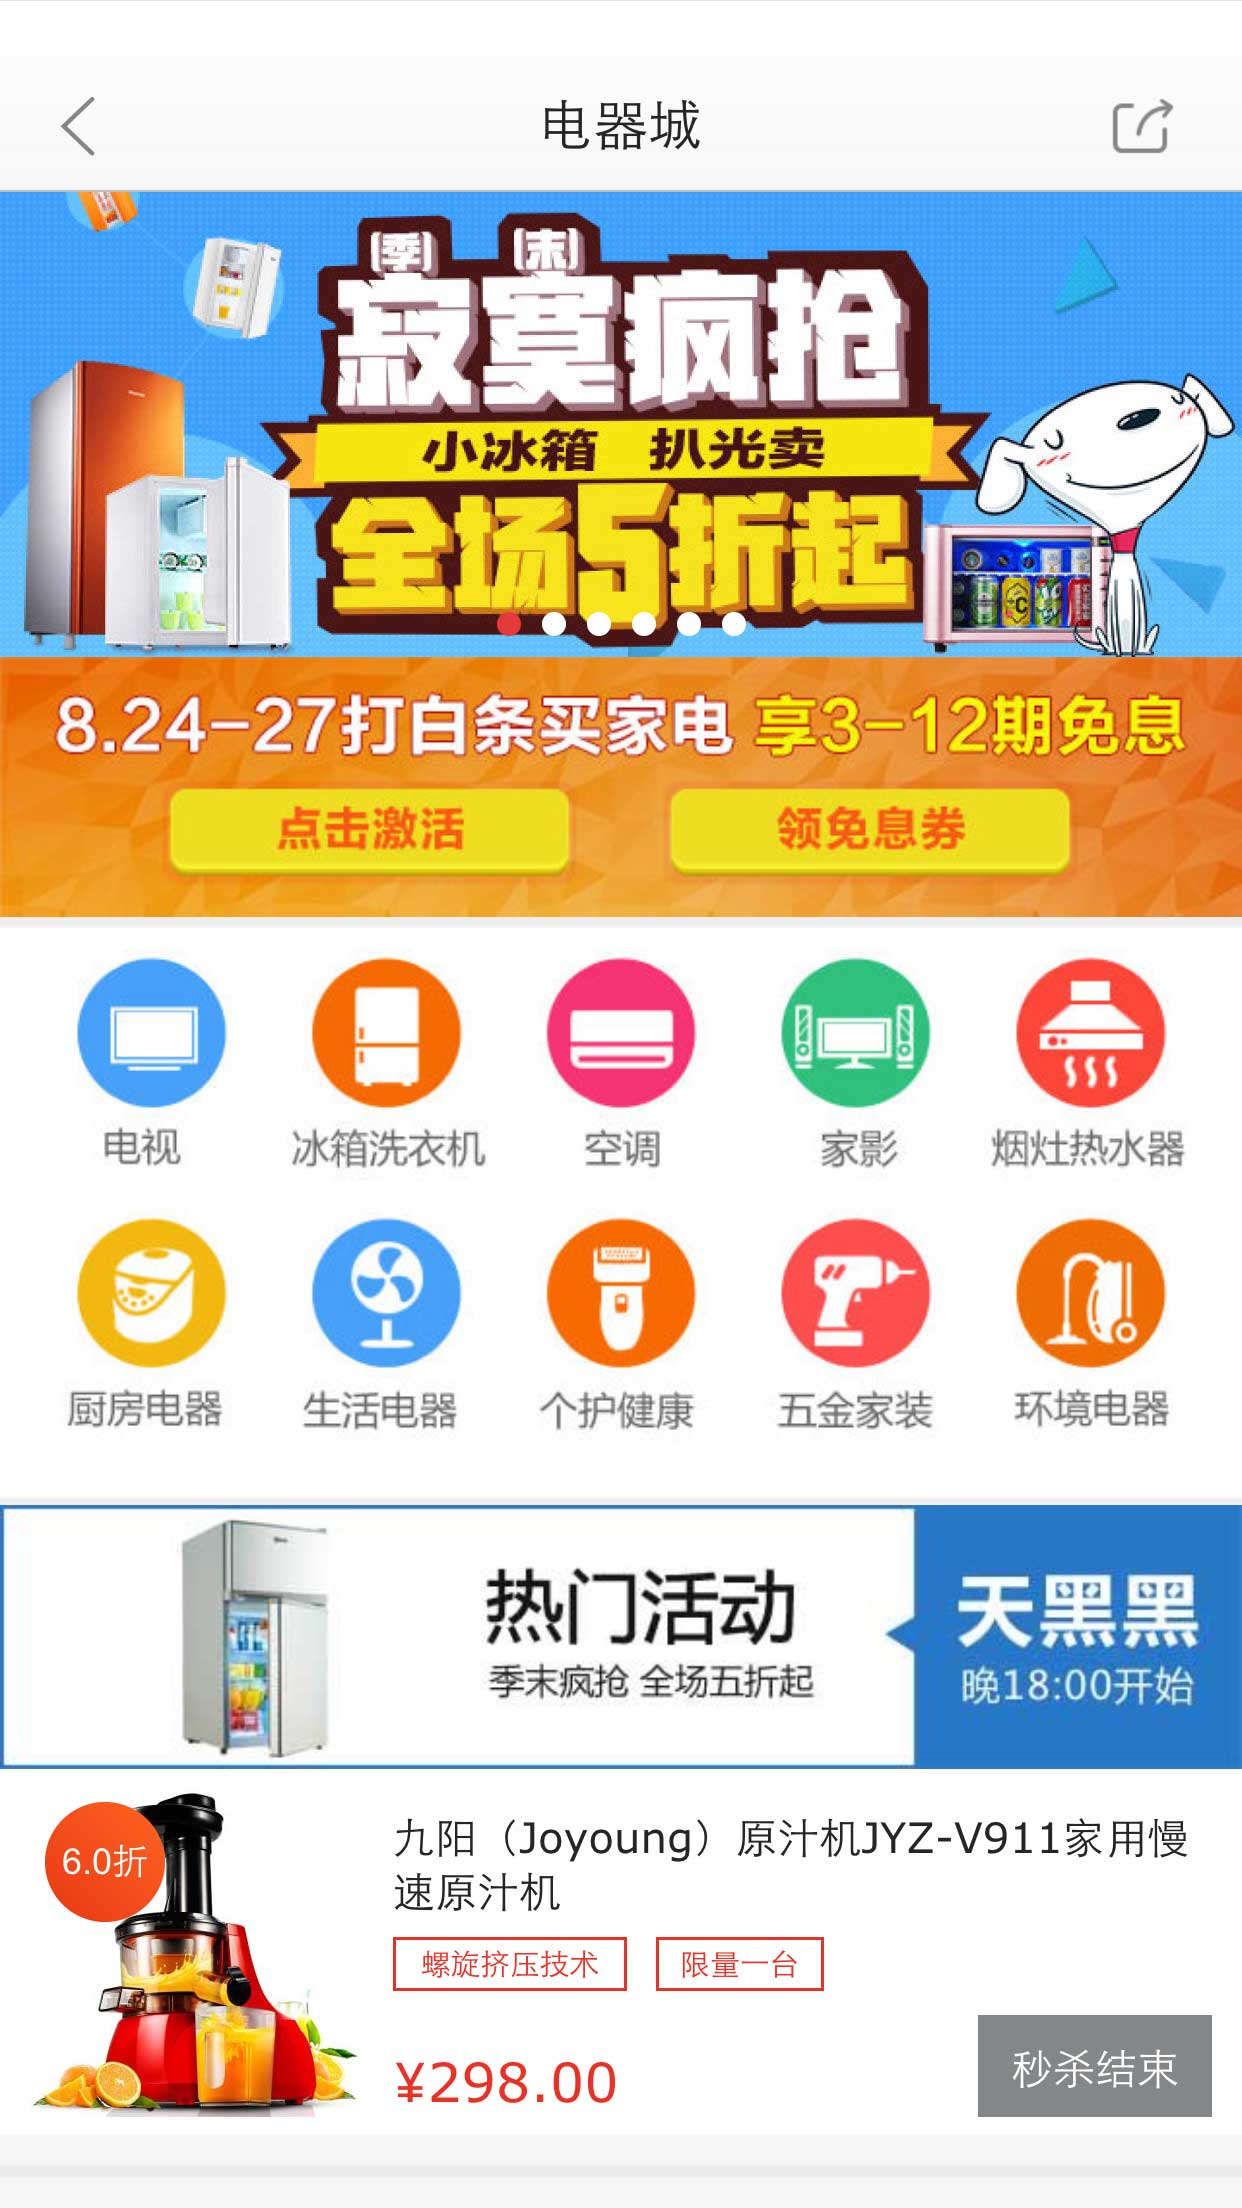 电器城
(季) (末)
寂寞疯抢
小冰箱 扒光卖
全场5折起
8.24-27打白条买家电 享3-12期免息
点击激活 领免息券
电视 冰箱洗衣机 空调 家影 烟灶热水器
厨房电器 生活电器 个护健康 五金家装 环境电器
热门活动
季末疯抢 全场五折起
天黑黑
晚18:00开始
6.0折
九阳（Joyoung）原汁机JYZ-V911家用慢
速原汁机
螺旋挤压技术 限量一台
¥298.00
秒杀结束